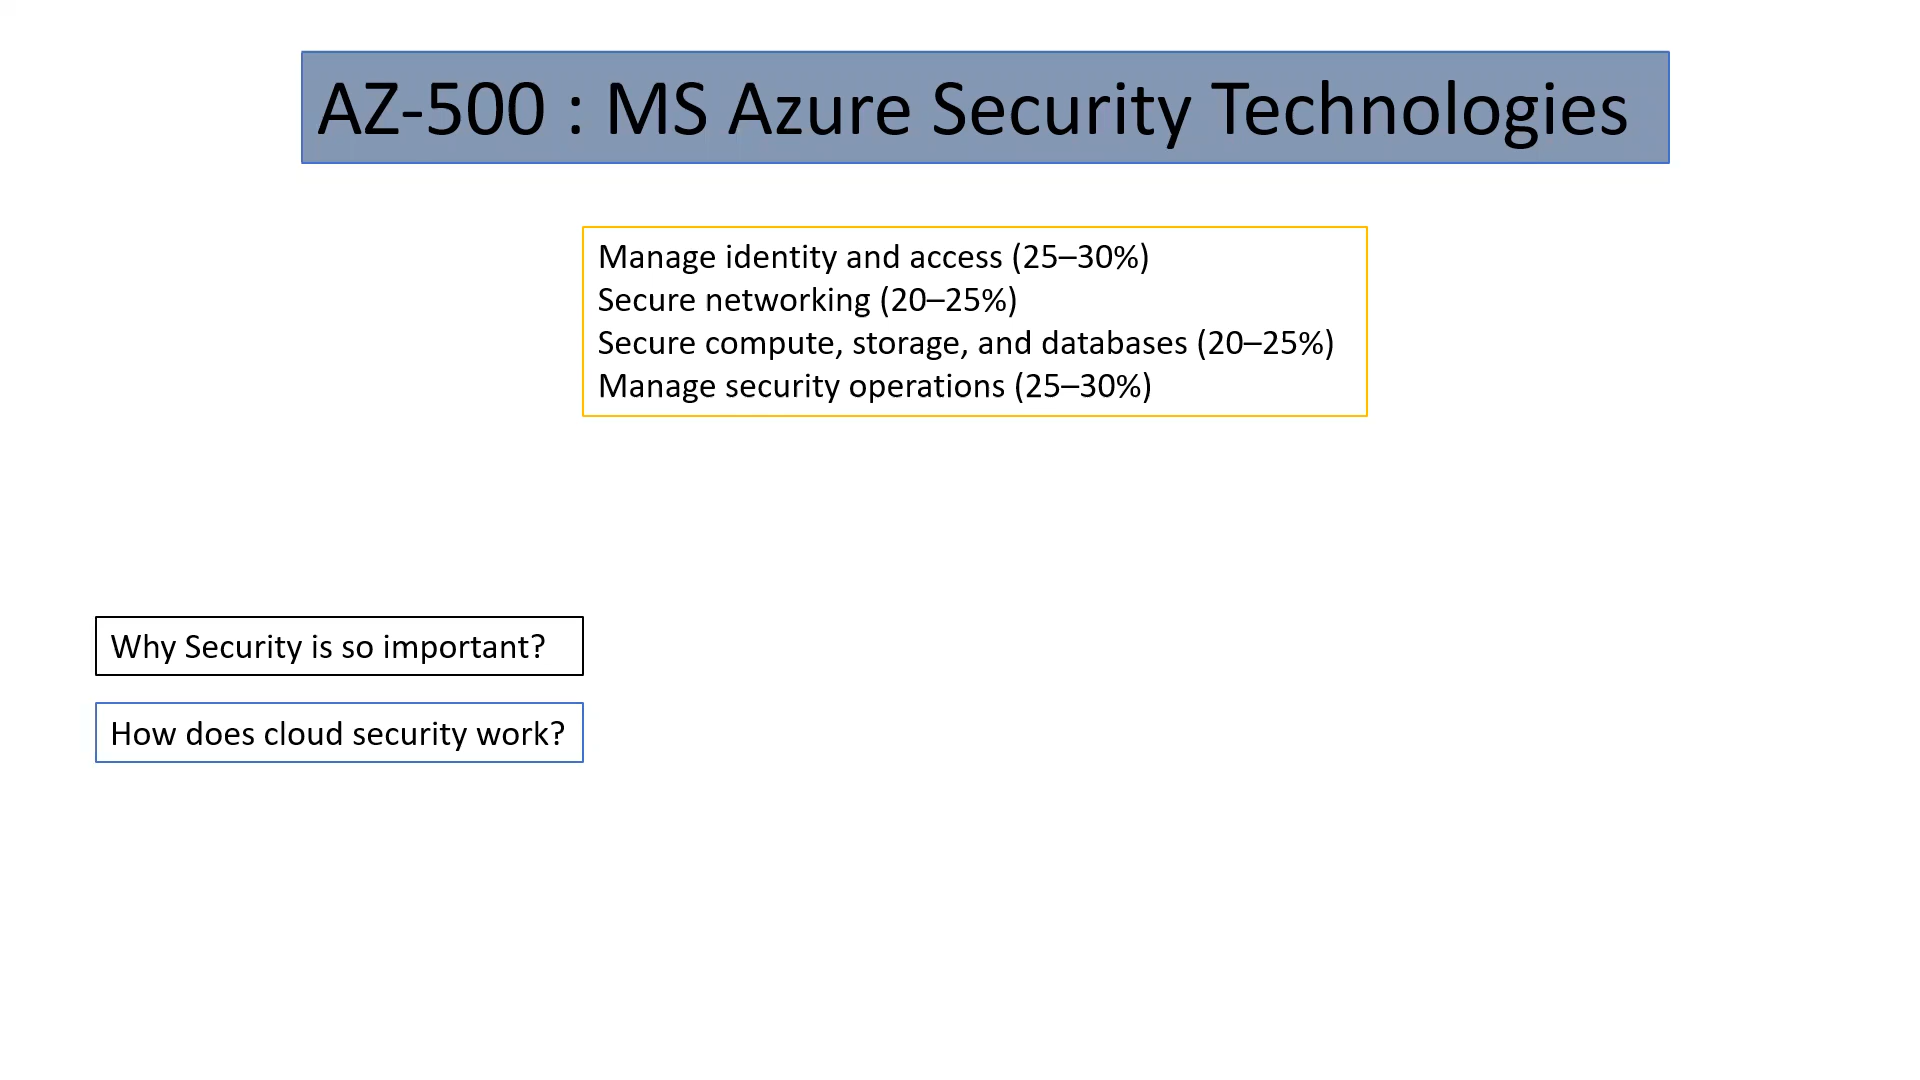 AZ-500 : MS Azure Security Technologies
Manage identity and access (25–30%)
Secure networking (20–25%)
Secure compute, storage, and databases (20–25%)
Manage security operations (25–30%)
Why Security is so important?
How does cloud security work?